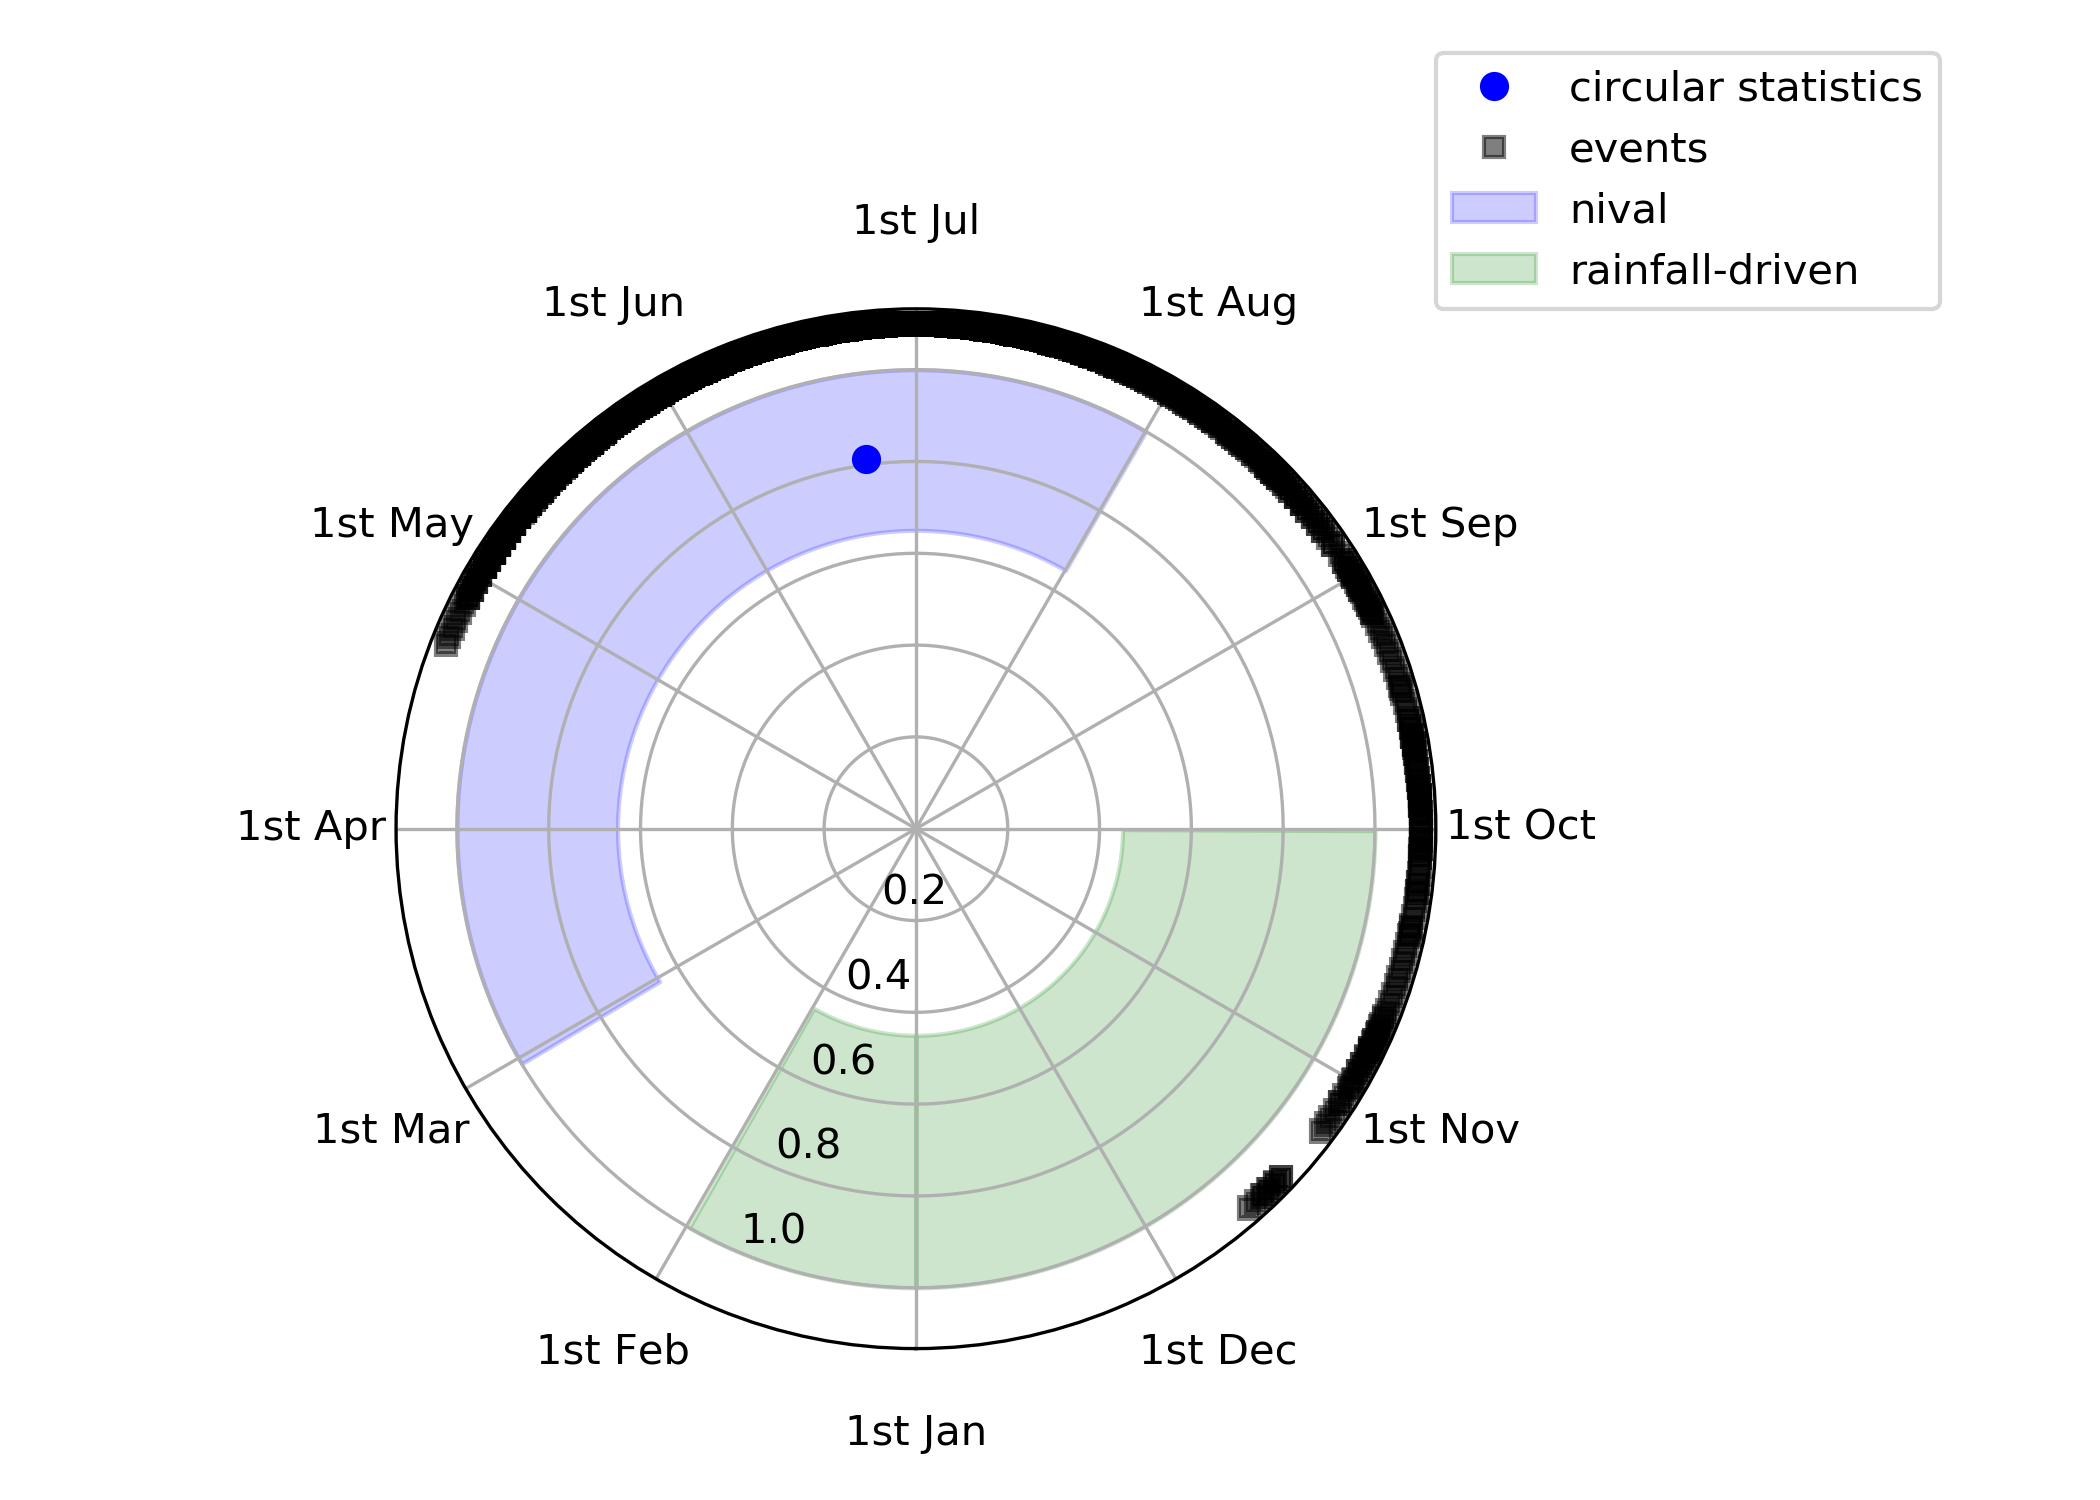 circular statistics
events
nival
rainfall-driven
1st Jul
1st Jun
1st Aug
1st May
1st Sep
1st Apr
1st Oct
0.2
0.4
0.6
1st Mar
1st Nov
0.8
1.0
1st Feb
1st Dec
1st Jan